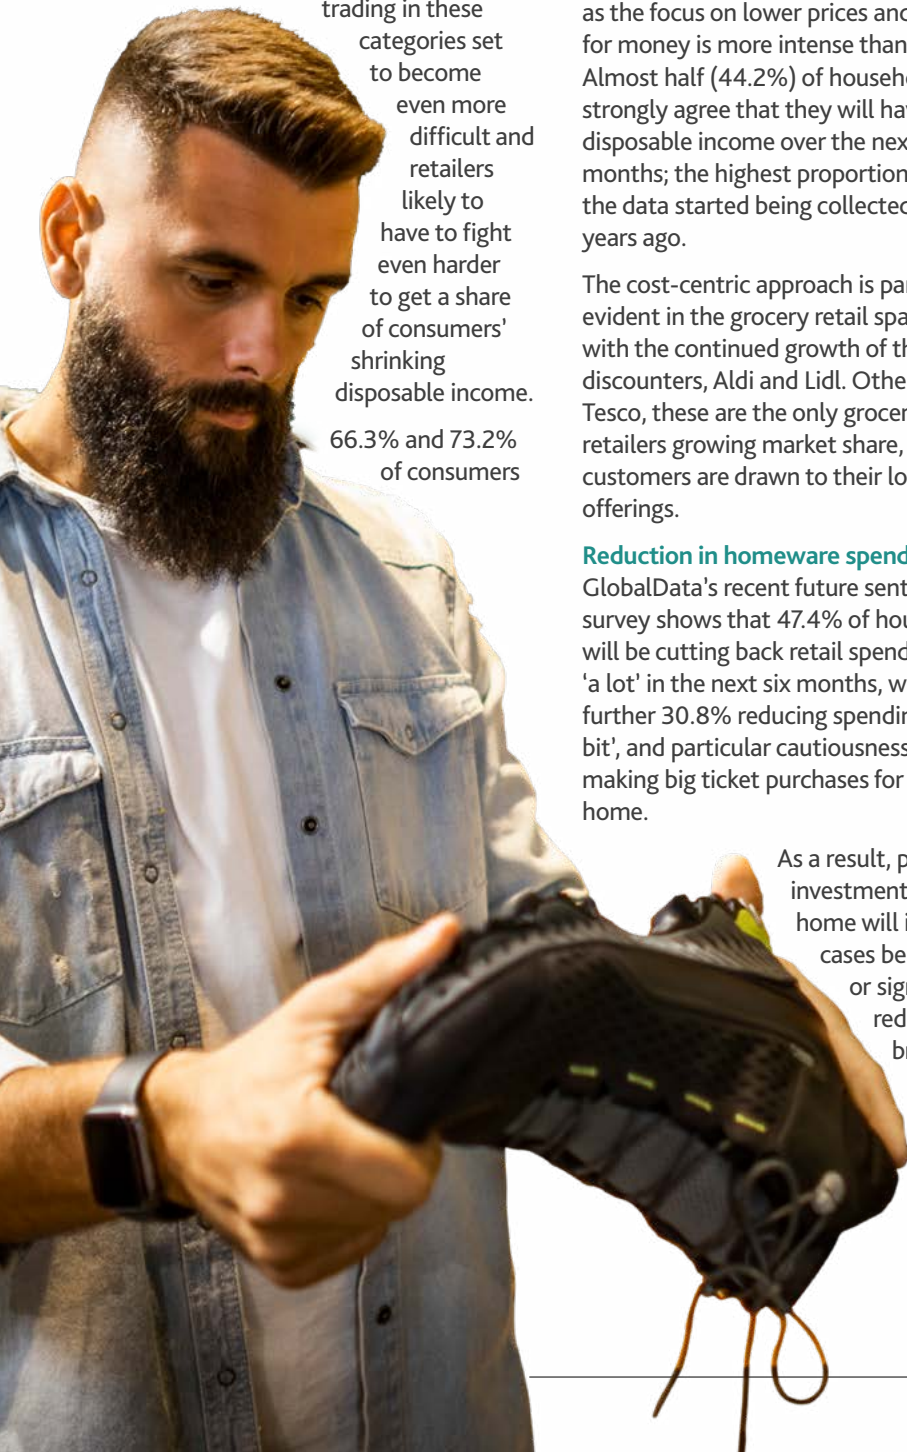 trading in these
categories set
to become
even more
difficult and
retailers
likely to
have to fight
even harder
to get a share
of consumers’
shrinking
disposable income.
66.3% and 73.2%
of consumers
as the focus on lower prices and
for money is more intense than
Almost half (44.2%) of househo
strongly agree that they will hav
disposable income over the nex
months; the highest proportion
the data started being collected
years ago.
The cost-centric approach is par
evident in the grocery retail spa
with the continued growth of th
discounters, Aldi and Lidl. Othe
Tesco, these are the only grocer
retailers growing market share,
customers are drawn to their lo
offerings.
Reduction in homeware spend
GlobalData’s recent future sent
survey shows that 47.4% of hou
will be cutting back retail spend
‘a lot’ in the next six months, w
further 30.8% reducing spendin
bit’, and particular cautiousness
making big ticket purchases for
home.
As a result, p
investment
home will i
cases be
or sign
red
br